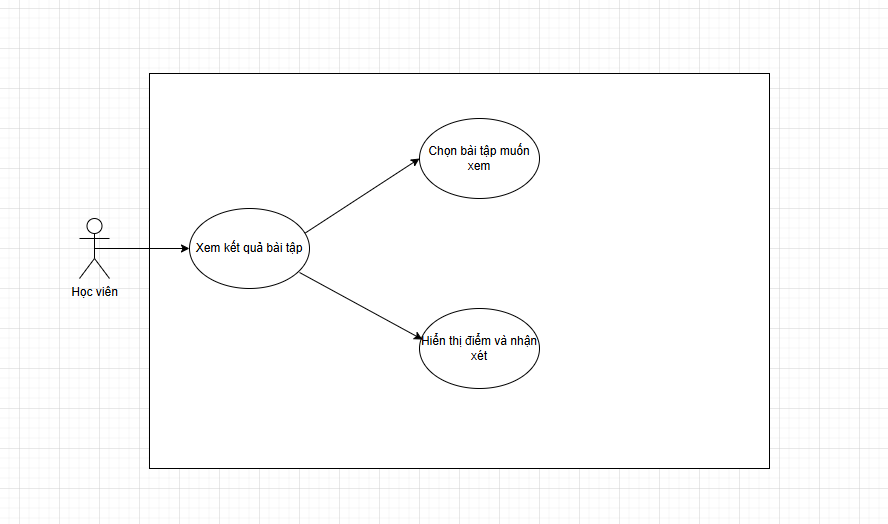 Chọn bài tập muốn
xem
Xem kết quả bài tập
Học viên
Hiển thị điểm và nhận
xét